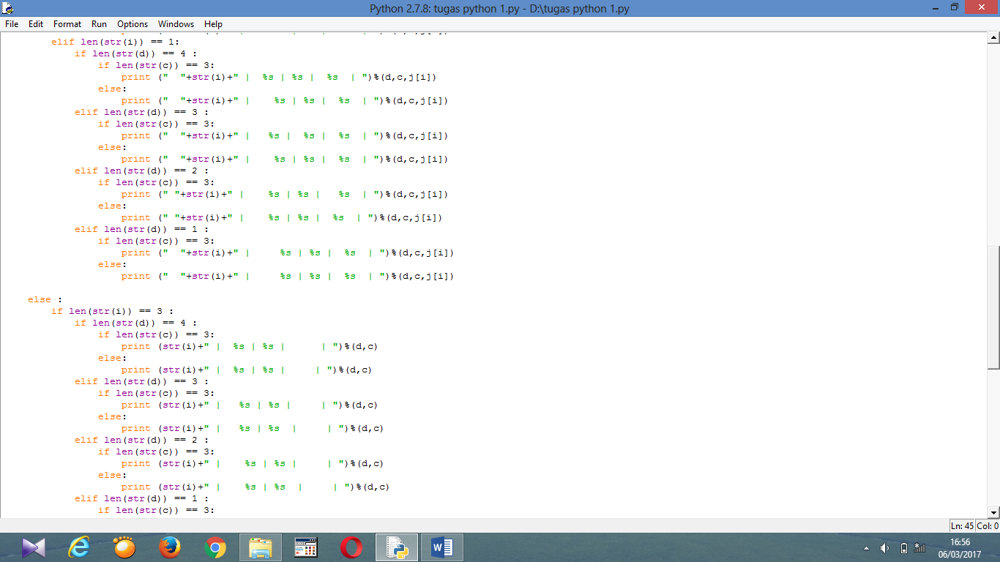 Python 2.7.8: tugas python 1.py - D:\tugas python 1.py
File Edit Format Run Options Windows Help
    elif len(str(i)) == 1:
        if len(str(d)) == 4 :
            if len(str(c)) == 3:
                print ("  "+str(i)+" |  %s | %s |  %s  | ")%(d,c,j[i])
            else:
                print ("  "+str(i)+" |    %s | %s |  %s  | ")%(d,c,j[i])
        elif len(str(d)) == 3 :
            if len(str(c)) == 3:
                print ("  "+str(i)+" |   %s |  %s |  %s  | ")%(d,c,j[i])
            else:
                print ("  "+str(i)+" |    %s | %s |  %s  | ")%(d,c,j[i])
        elif len(str(d)) == 2 :
            if len(str(c)) == 3:
                print (" "+str(i)+" |    %s | %s |   %s  | ")%(d,c,j[i])
            else:
                print (" "+str(i)+" |    %s | %s |  %s  | ")%(d,c,j[i])
        elif len(str(d)) == 1 :
            if len(str(c)) == 3:
                print ("  "+str(i)+" |     %s | %s |  %s  | ")%(d,c,j[i])
            else:
                print ("  "+str(i)+" |     %s | %s |  %s  | ")%(d,c,j[i])
else :
    if len(str(i)) == 3 :
        if len(str(d)) == 4 :
            if len(str(c)) == 3:
                print (str(i)+" |  %s | %s |      | ")%(d,c)
            else:
                print (str(i)+" |  %s | %s |     | ")%(d,c)
        elif len(str(d)) == 3 :
            if len(str(c)) == 3:
                print (str(i)+" |   %s | %s |     | ")%(d,c)
            else:
                print (str(i)+" |   %s | %s  |     | ")%(d,c)
        elif len(str(d)) == 2 :
            if len(str(c)) == 3:
                print (str(i)+" |    %s | %s |     | ")%(d,c)
            else:
                print (str(i)+" |    %s | %s  |     | ")%(d,c)
        elif len(str(d)) == 1 :
            if len(str(c)) == 3:
Ln: 45 Col: 0
16:56
06/03/2017